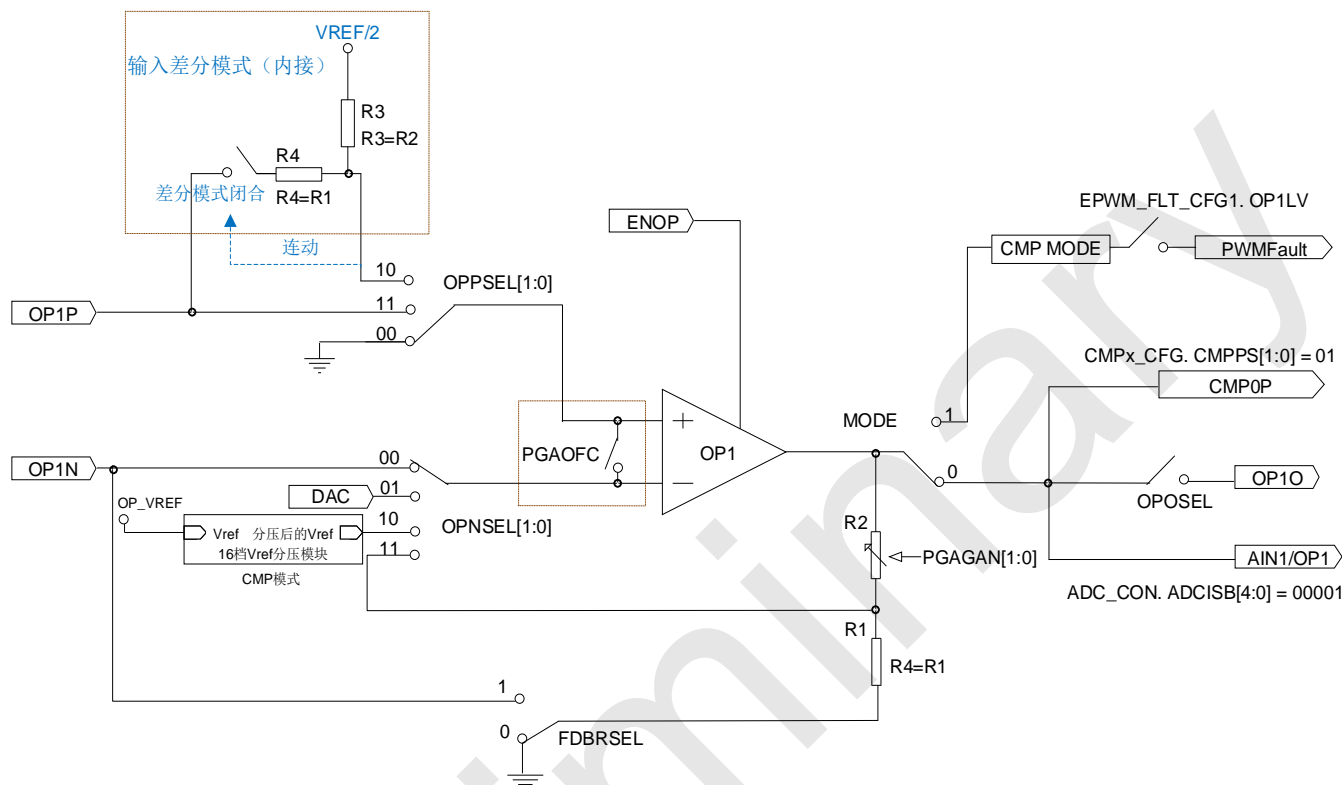 VREF/2
输入差分模式（内接）
R3
R3=R2
R4
R4=R1
差分模式闭合
连动
ENOP
EPWM_FLT_CFG1. OP1LV
CMP MODE
PWMFault
10
OPPSEL[1:0]
11
OP1P
00
CMPx_CFG. CMPPS[1:0] = 01
CMP0P
MODE
1
PGAOFC
+
OP1
−
0
OP1N
00
DAC
01
OPNSEL[1:0]
OP_VREF
Vref
分压后的Vref
10
16档Vref分压模块
11
CMP模式
OPOSEL
OP1O
R2
PGAGAN[1:0]
AIN1/OP1
ADC_CON. ADCISB[4:0] = 00001
R1
R4=R1
1
0
FDBRSEL